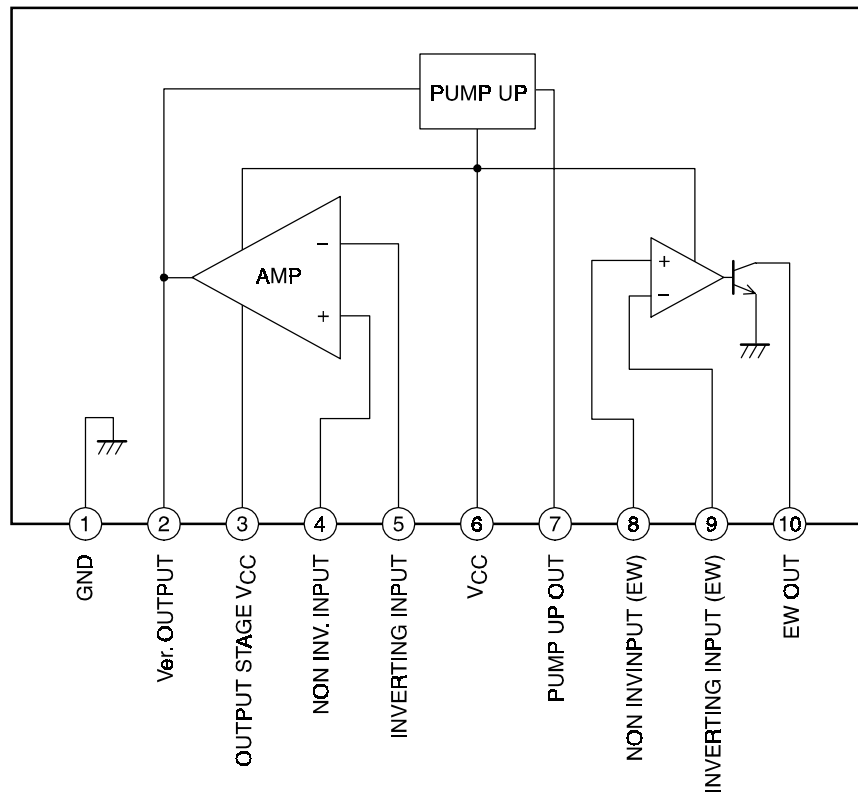 PUMP UP
AMP
−
+
+
−
1
2
3
4
5
6
7
8
9
10
GND
Ver. OUTPUT
OUTPUT STAGE VCC
NON INV. INPUT
INVERTING INPUT
VCC
PUMP UP OUT
NON INVINPUT (EW)
INVERTING INPUT (EW)
EW OUT